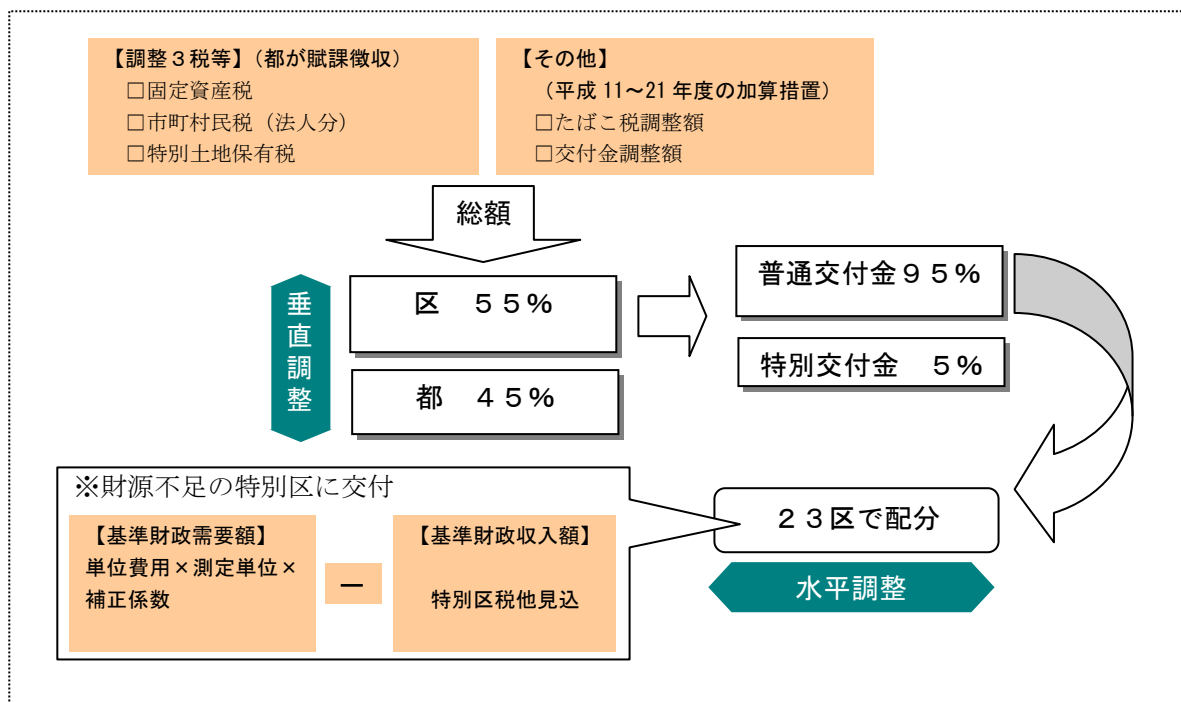 【調整３税等】（都が賦課徴収）
□固定資産税
□市町村民税（法人分）
□特別土地保有税
【その他】
（平成 11～21 年度の加算措置）
□たばこ税調整額
□交付金調整額
総額
垂直調整
区　５５％
都　４５％
普通交付金９５％
特別交付金　５％
※財源不足の特別区に交付
【基準財政需要額】
単位費用×測定単位×
補正係数
－
【基準財政収入額】
特別区税他見込
２３区で配分
水平調整